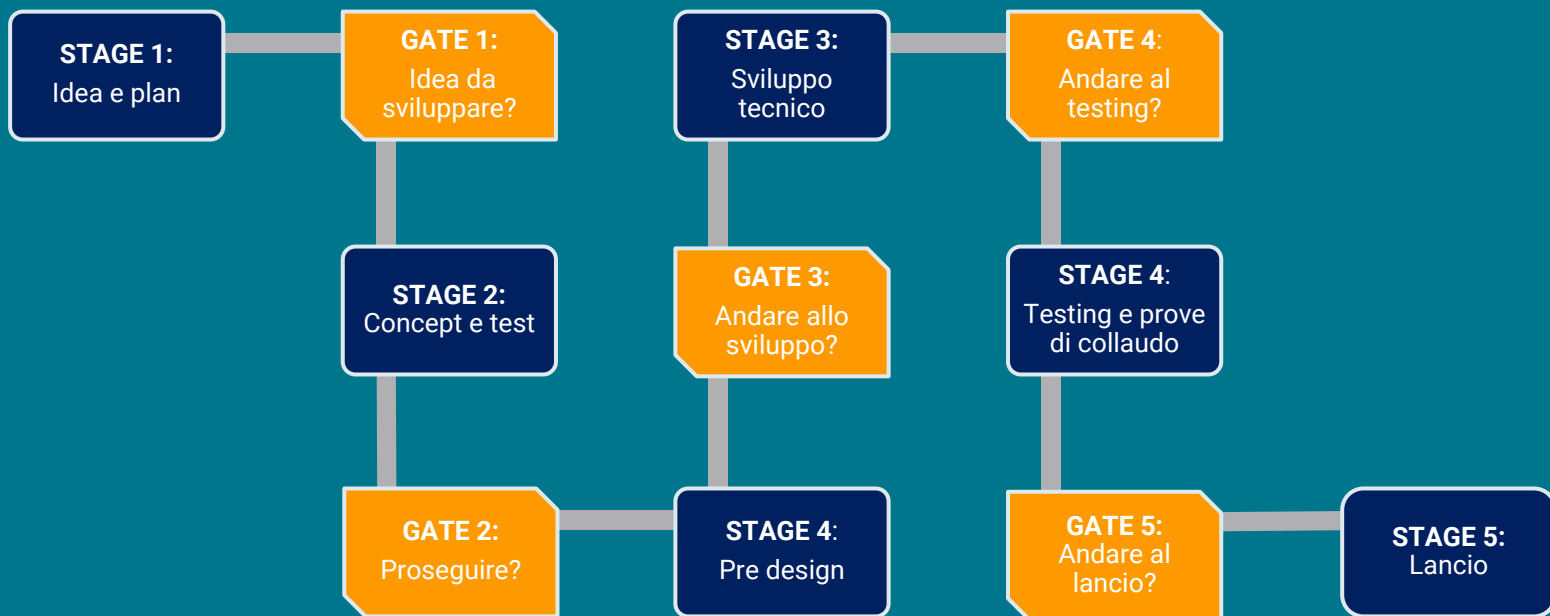 STAGE 1:
Idea e plan
GATE 1:
Idea da
sviluppare?
STAGE 2:
Concept e test
GATE 2:
Proseguire?
STAGE 4:
Pre design
GATE 3:
Andare allo
sviluppo?
STAGE 3:
Sviluppo
tecnico
GATE 4:
Andare al
testing?
STAGE 4:
Testing e prove
di collaudo
GATE 5:
Andare al
lancio?
STAGE 5:
Lancio